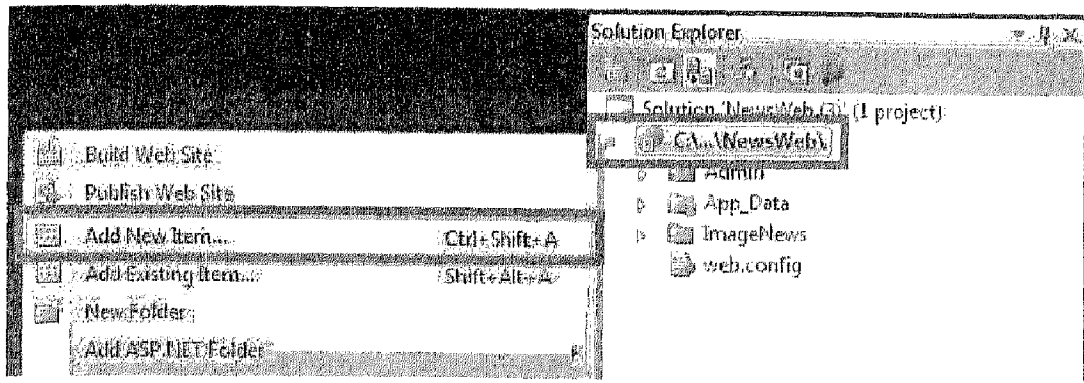 Solution Explorer
Solution 'NewsWeb (3)' (1 project)
C:\...\NewsWeb\
Admin
App_Data
ImageNews
web.config
Build Web Site
Publish Web Site
Add New Item... Ctrl+Shift+A
Add Existing Item... Shift+Alt+A
New Folder
Add ASP.NET Folder